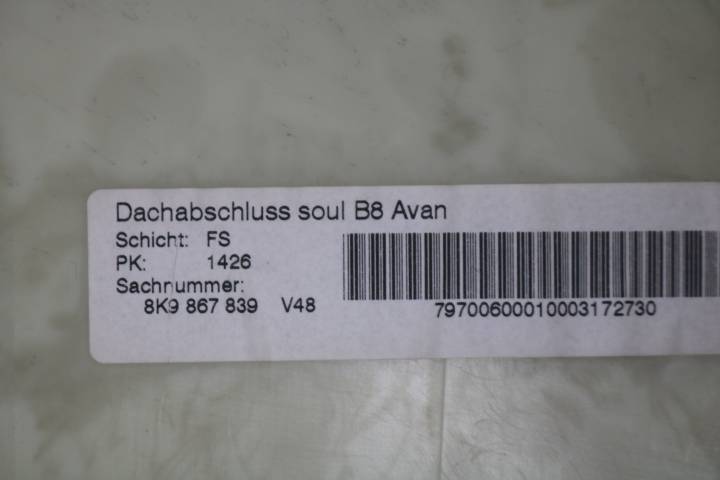 Dachabschluss soul B8 Avan
Schicht: FS
PK: 1426
Sachnummer:
8K9 867 839 V48
79700600010003172730